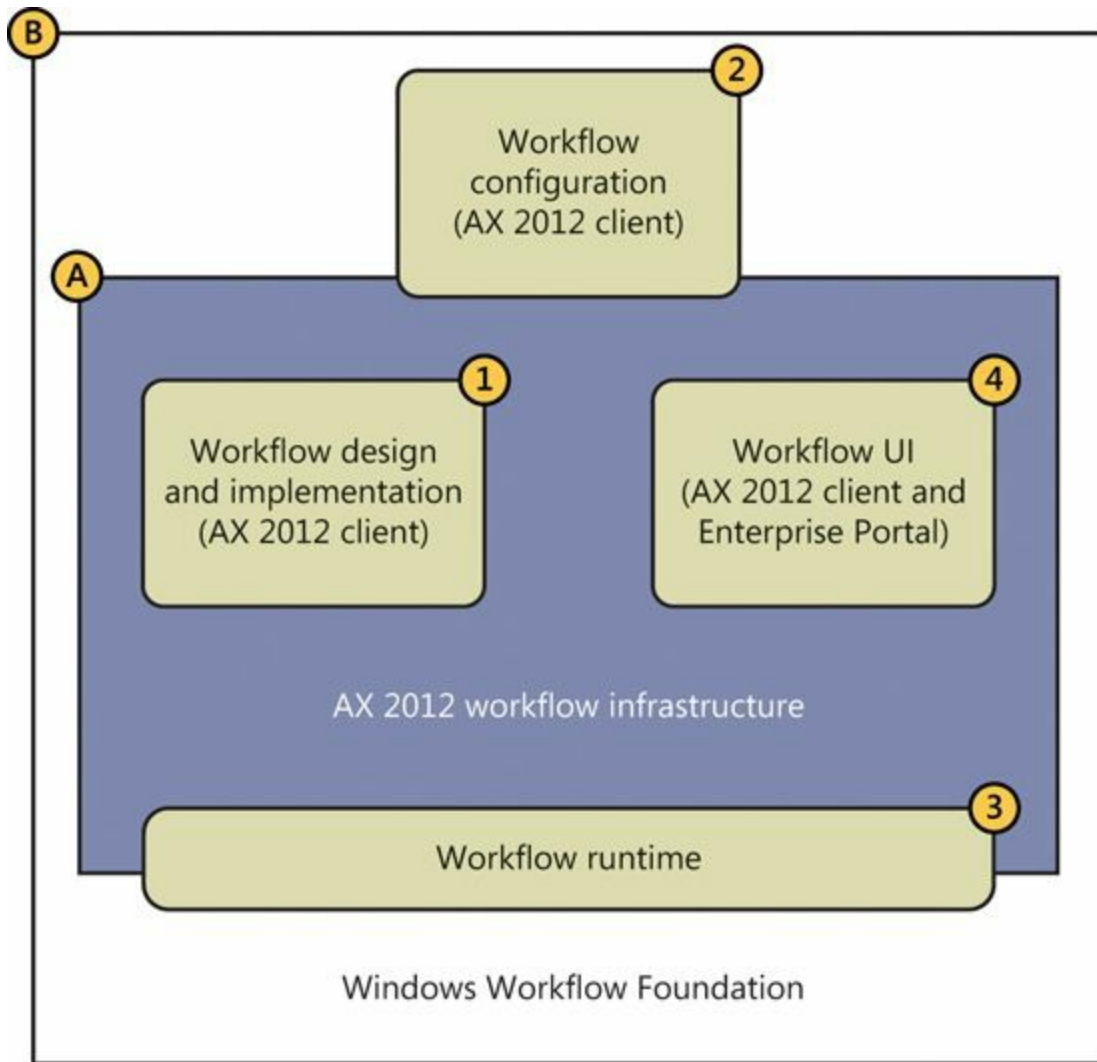 B
2
Workflow
configuration
(AX 2012 client)
A
1
Workflow design
and implementation
(AX 2012 client)
4
Workflow UI
(AX 2012 client and
Enterprise Portal)
AX 2012 workflow infrastructure
3
Workflow runtime
Windows Workflow Foundation